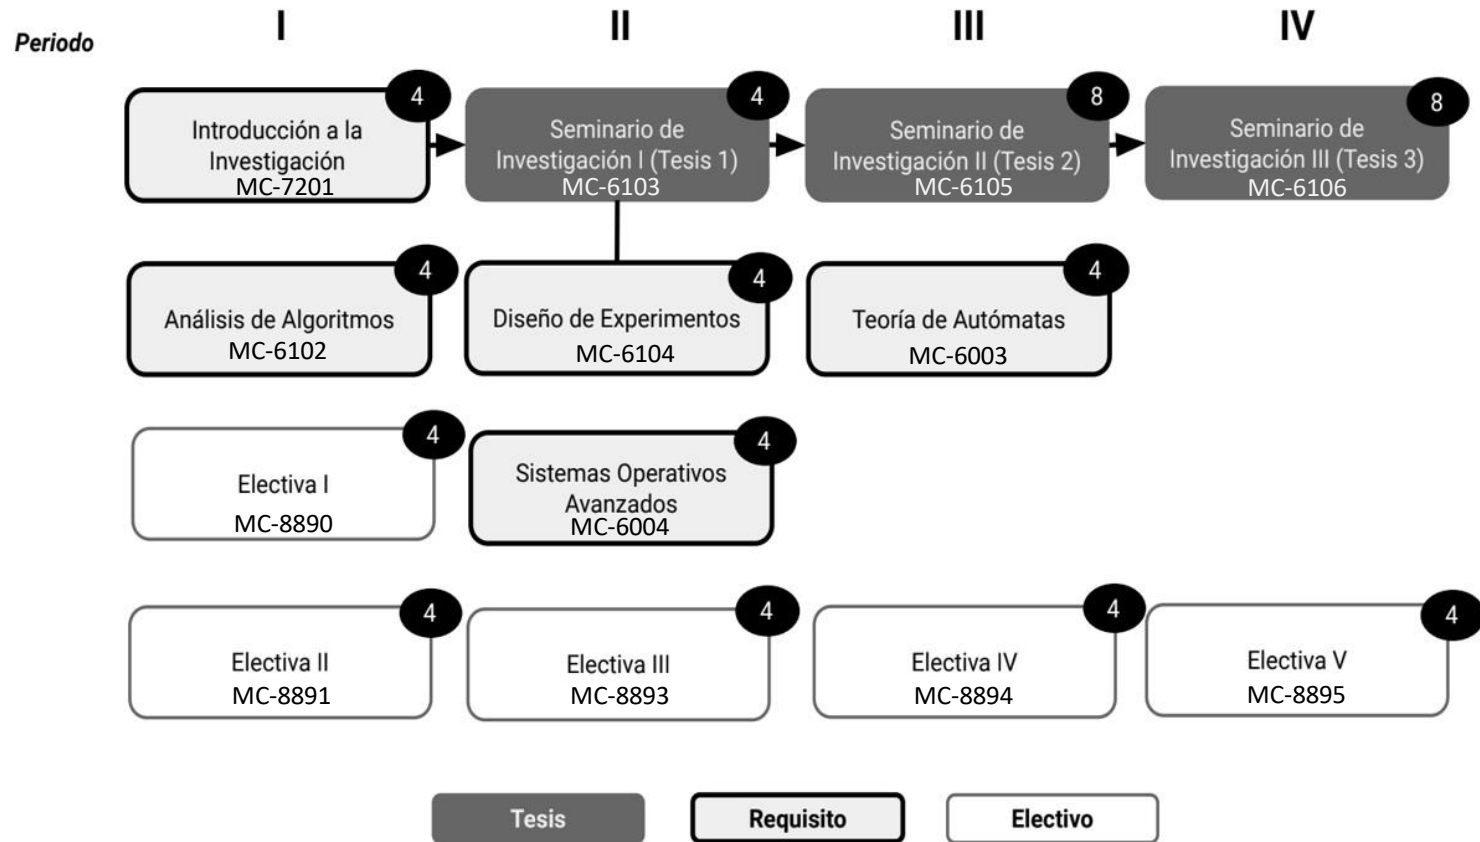 Periodo
I
II
III
IV
4
Introducción a la
Investigación
MC-7201
4
Seminario de
Investigación I (Tesis 1)
MC-6103
8
Seminario de
Investigación II (Tesis 2)
MC-6105
8
Seminario de
Investigación III (Tesis 3)
MC-6106
4
Análisis de Algoritmos
MC-6102
4
Diseño de Experimentos
MC-6104
4
Teoría de Autómatas
MC-6003
4
Electiva I
MC-8890
4
Sistemas Operativos
Avanzados
MC-6004
4
Electiva II
MC-8891
4
Electiva III
MC-8893
4
Electiva IV
MC-8894
4
Electiva V
MC-8895
Tesis
Requisito
Electivo